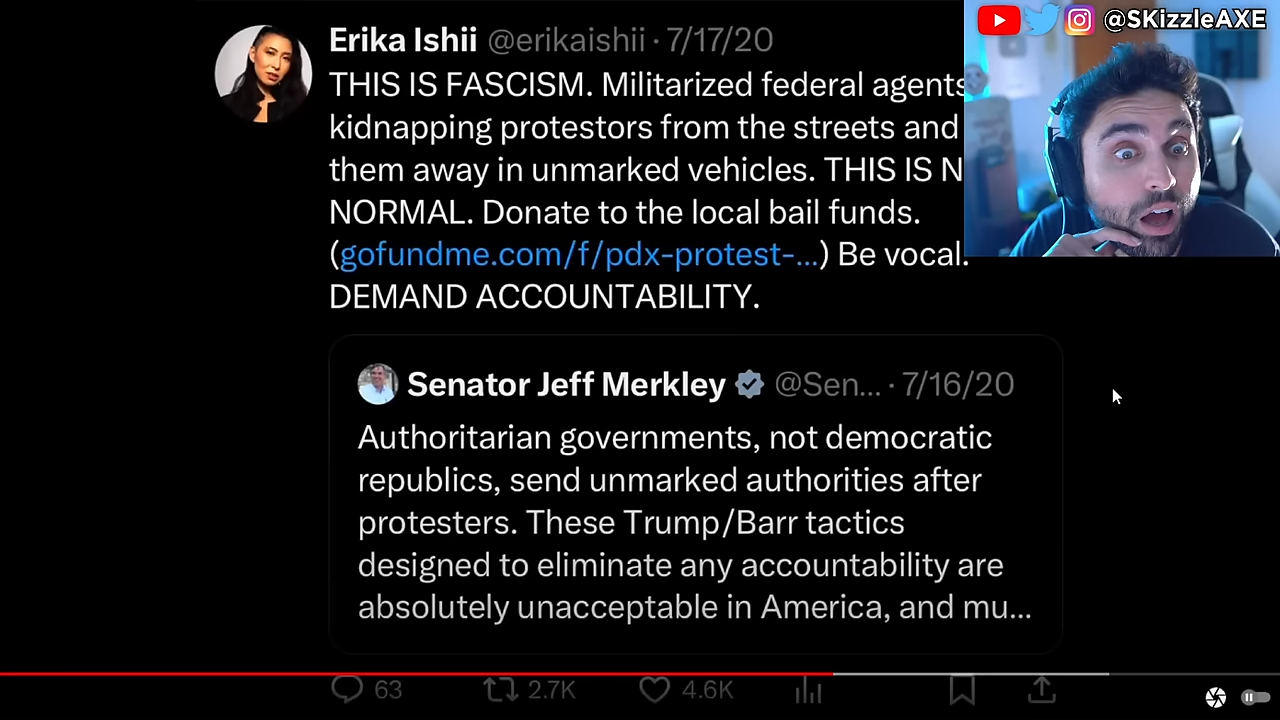 @SKizzleAXE
Erika Ishii @erikaishii · 7/17/20
THIS IS FASCISM. Militarized federal agents
kidnapping protestors from the streets and
them away in unmarked vehicles. THIS IS N
NORMAL. Donate to the local bail funds.
(gofundme.com/f/pdx-protest-...) Be vocal.
DEMAND ACCOUNTABILITY.
Senator Jeff Merkley @Sen... · 7/16/20
Authoritarian governments, not democratic
republics, send unmarked authorities after
protesters. These Trump/Barr tactics
designed to eliminate any accountability are
absolutely unacceptable in America, and mu...
63 2.7K 4.6K